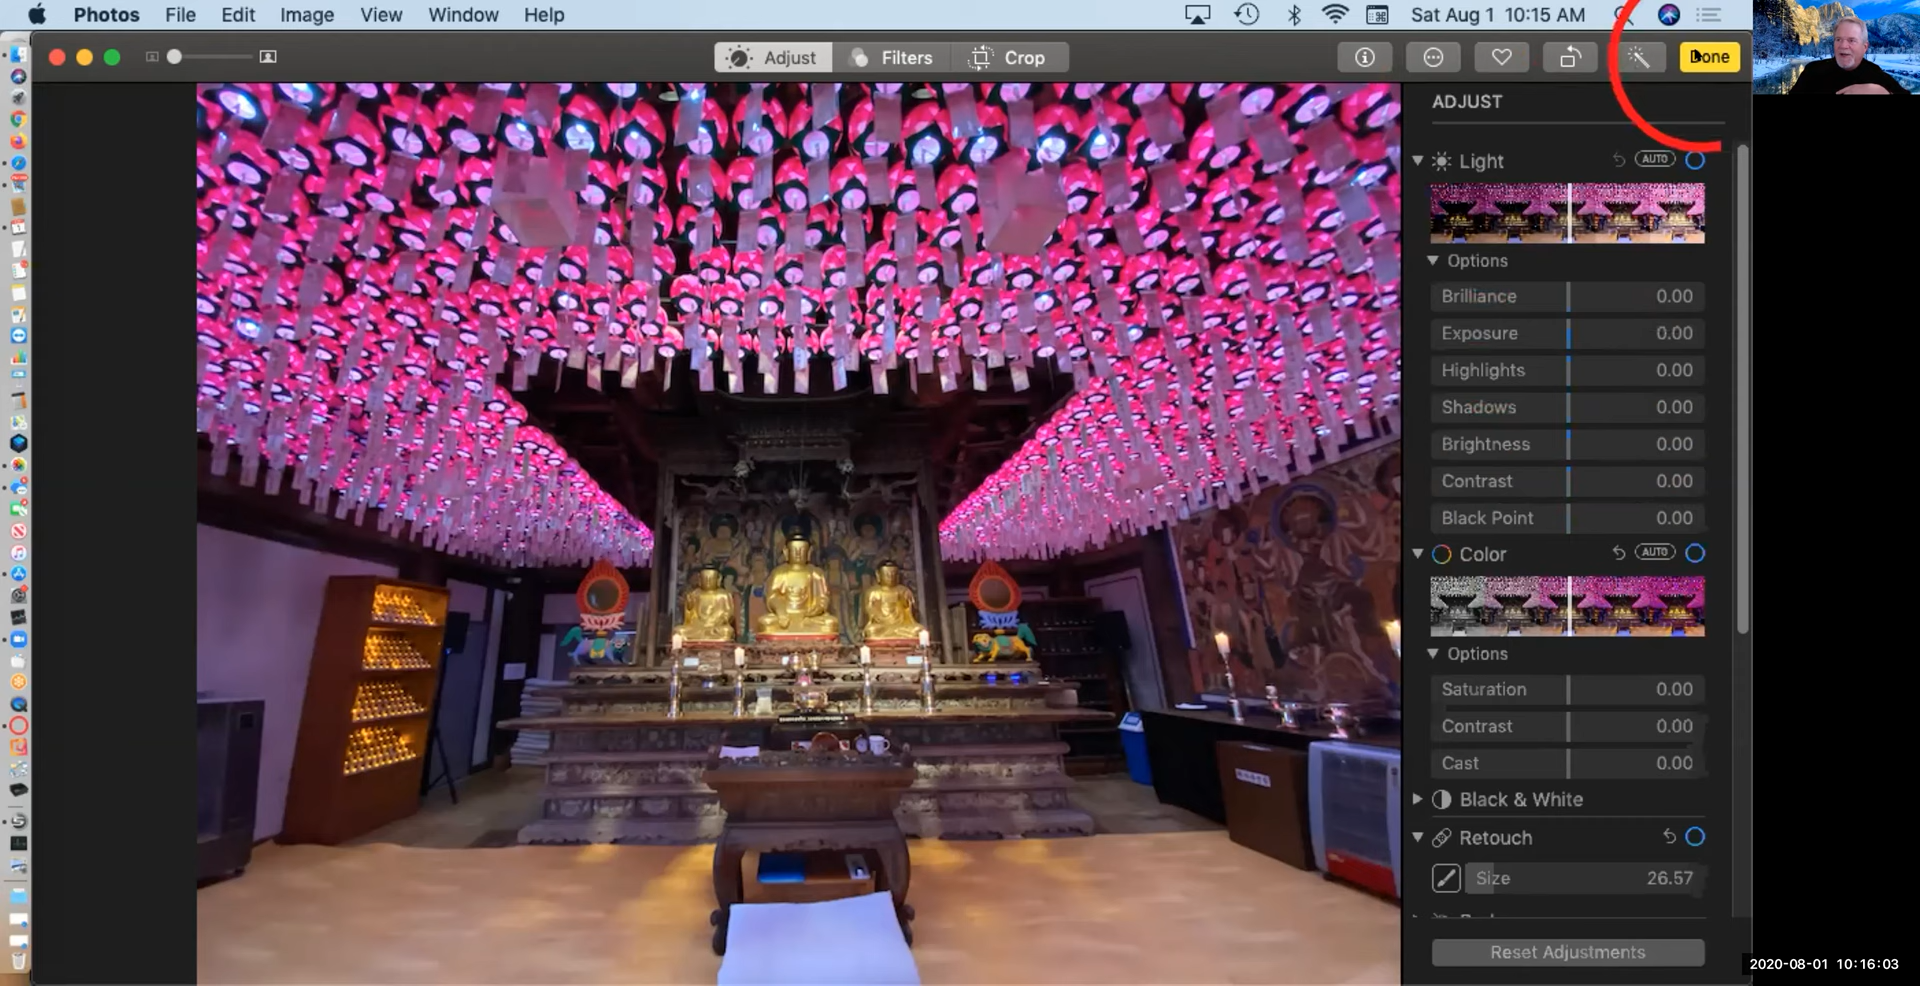 Photos File Edit Image View Window Help Sat Aug 1 10:15 AM
Adjust Filters Crop Done
ADJUST
Light AUTO
Options
Brilliance 0.00
Exposure 0.00
Highlights 0.00
Shadows 0.00
Brightness 0.00
Contrast 0.00
Black Point 0.00
Color AUTO
Options
Saturation 0.00
Contrast 0.00
Cast 0.00
Black & White
Retouch
Size 26.57
Reset Adjustments
2020-08-01 10:16:03